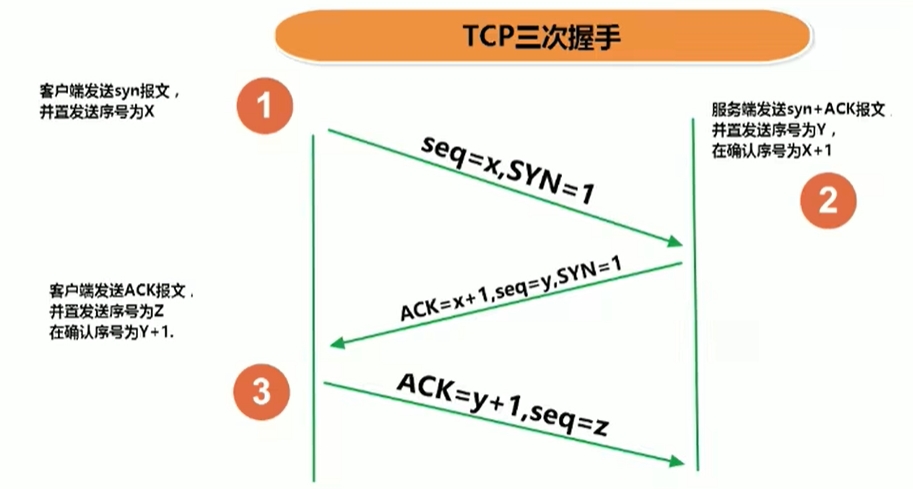 TCP三次握手
客户端发送syn报文，
并置发送序号为X
1
服务端发送syn+ACK报文
并置发送序号为Y，
在确认序号为X+1
2
seq=x,SYN=1
ACK=x+1,seq=y,SYN=1
客户端发送ACK报文，
并置发送序号为Z
在确认序号为Y+1.
3
ACK=y+1,seq=z